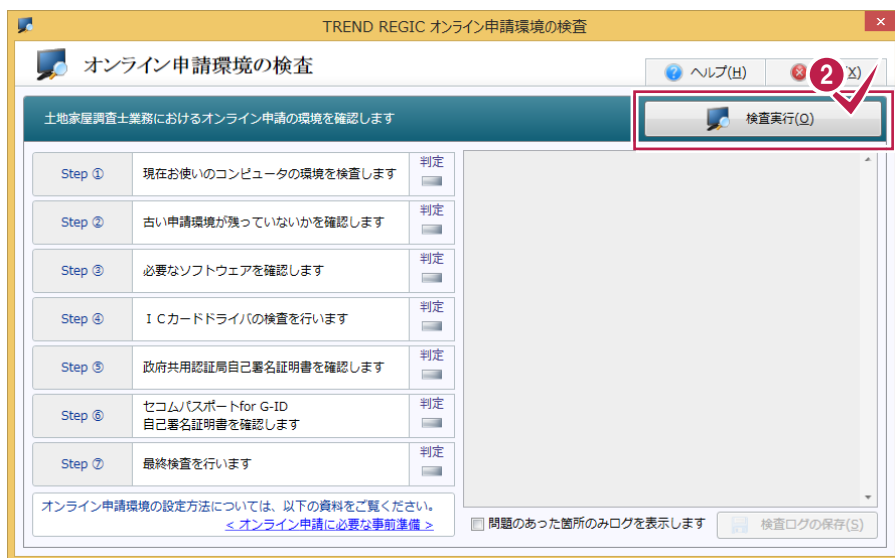 TREND REGIC オンライン申請環境の検査
オンライン申請環境の検査
ヘルプ(H)
X)
2
土地家屋調査士業務におけるオンライン申請の環境を確認します
検査実行(O)
Step ①
現在お使いのコンピュータの環境を検査します
判定
Step ②
古い申請環境が残っていないかを確認します
判定
Step ③
必要なソフトウェアを確認します
判定
Step ④
ＩＣカードドライバの検査を行います
判定
Step ⑤
政府共用認証局自己署名証明書を確認します
判定
Step ⑥
セコムパスポートfor G-ID
自己署名証明書を確認します
判定
Step ⑦
最終検査を行います
判定
オンライン申請環境の設定方法については、以下の資料をご覧ください。
< オンライン申請に必要な事前準備 >
問題のあった箇所のみログを表示します
検査ログの保存(S)